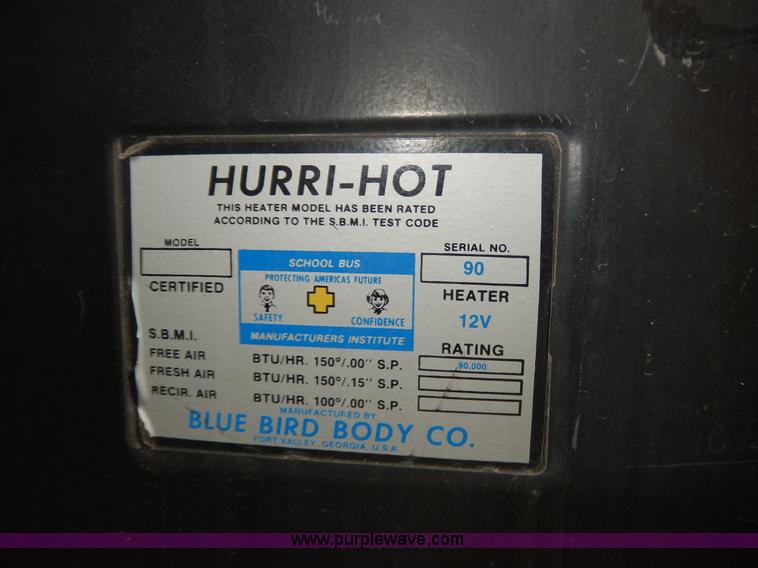 HURRI-HOT
THIS HEATER MODEL HAS BEEN RATED
ACCORDING TO THE S.B.M.I. TEST CODE
MODEL
CERTIFIED
SCHOOL BUS
PROTECTING AMERICAS FUTURE
SAFETY
CONFIDENCE
MANUFACTURERS INSTITUTE
SERIAL NO.
90
HEATER
12V
RATING
S.B.M.I.
FREE AIR BTU/HR. 150°/.00" S.P. 90.000
FRESH AIR BTU/HR. 150°/.15" S.P.
RECIR. AIR BTU/HR. 100°/.00" S.P.
MANUFACTURED BY
BLUE BIRD BODY CO.
FORT VALLEY, GEORGIA, U.S.A.
www.purplewave.com